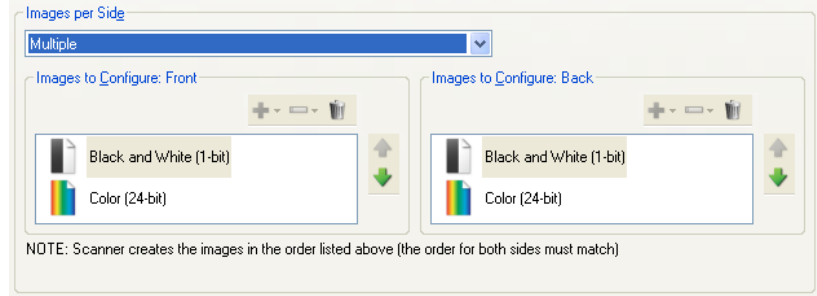 Images per Side
Multiple
Images to Configure: Front
Images to Configure: Back
Black and White (1-bit)
Black and White (1-bit)
Color (24-bit)
Color (24-bit)
NOTE: Scanner creates the images in the order listed above (the order for both sides must match)